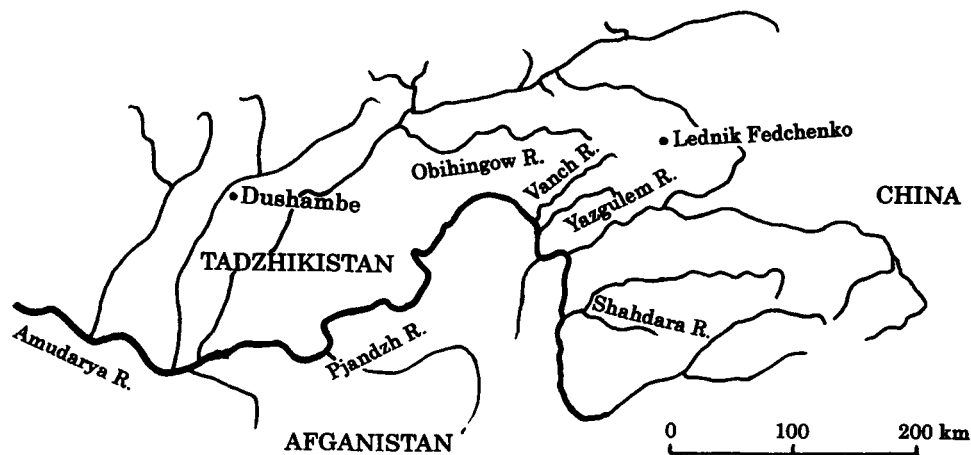 Lednik Fedchenko
Obihingow R.
Vanch R.
Yazgulem R.
Dushambe
CHINA
TADZHIKISTAN
Shahdara R.
Amudarya R.
Pjandzh R.
AFGANISTAN
0 100 200 km